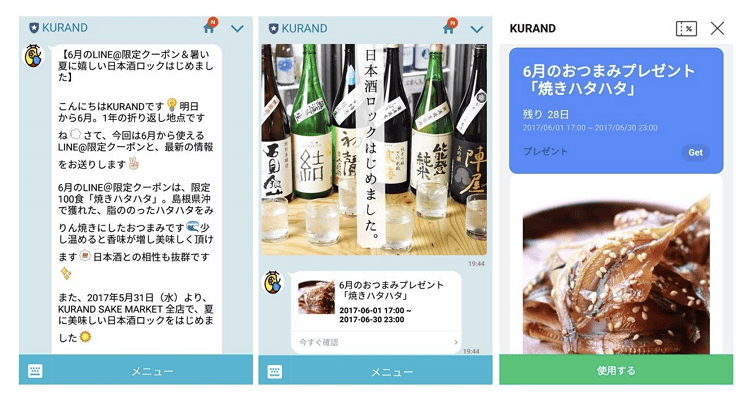 KURAND
N
【6月のLINE@限定クーポン＆暑い
夏に嬉しい日本酒ロックはじめまし
た】
こんにちはKURANDです 明日
から6月。1年の折り返し地点です
ね さて、今回は6月から使える
LINE@限定クーポンと、最新の情報
をお送りします
6月のLINE@限定クーポンは、限定
100食「焼きハタハタ」。島根県沖
で獲れた、脂ののったハタハタをみ
りん焼きにしたおつまみです 少
し温めると香味が増し美味しく頂け
ます 日本酒との相性も抜群です
また、2017年5月31日（水）より、
KURAND SAKE MARKET 全店で、夏
に美味しい日本酒ロックをはじめま
した
メニュー
KURAND
N
日本酒ロックはじめました。
結
初讃
能登
純米
陣屋
19:44
6月のおつまみプレゼント
「焼きハタハタ」
2017-06-01 17:00 ~
2017-06-30 23:00
今すぐ確認
19:44
メニュー
KURAND
%
6月のおつまみプレゼント
「焼きハタハタ」
残り 28日
2017/06/01 17:00 ~ 2017/06/30 23:00
プレゼント
Get
使用する